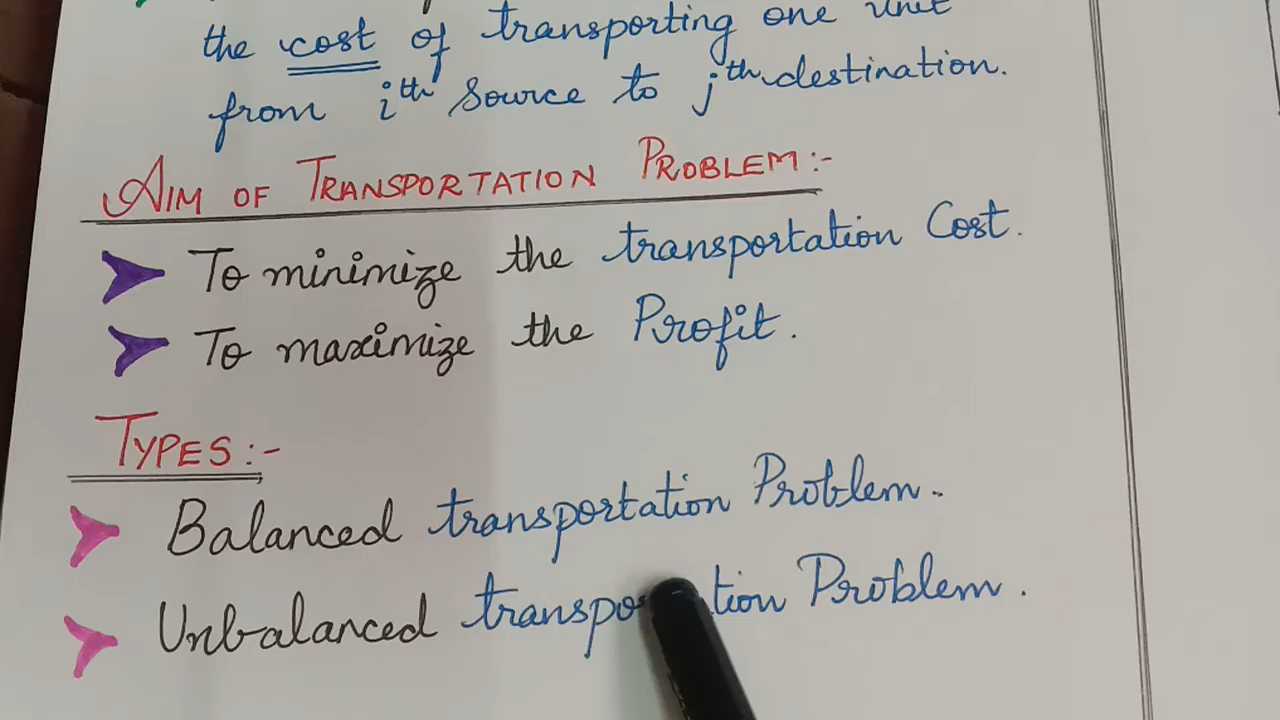 the cost of transporting one unit
from ith source to jth destination.
AIM OF TRANSPORTATION PROBLEM:-
To minimize the transportation Cost.
To maximize the Profit.
TYPES:-
Balanced transportation Problem.
Unbalanced transportation Problem.